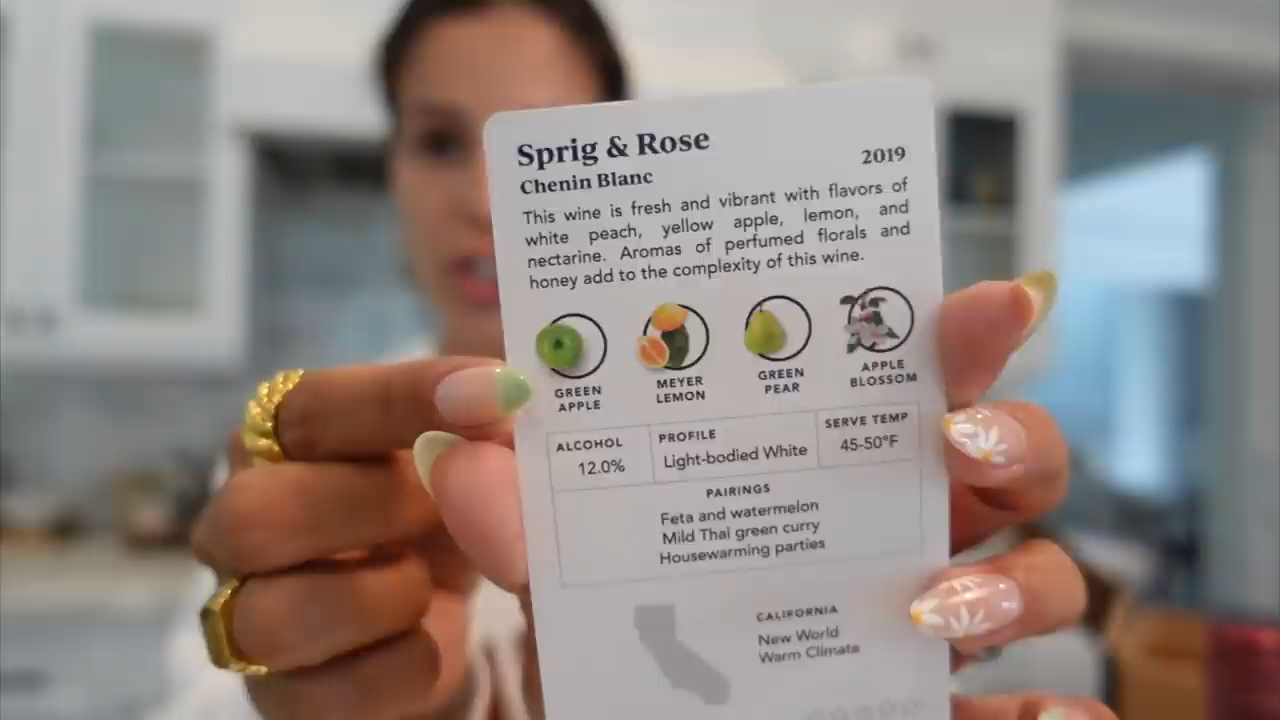 Sprig & Rose
2019
Chenin Blanc
This wine is fresh and vibrant with flavors of
white peach, yellow apple, lemon, and
nectarine. Aromas of perfumed florals and
honey add to the complexity of this wine.
GREEN
APPLE
MEYER
LEMON
GREEN
PEAR
APPLE
BLOSSOM
ALCOHOL
12.0%
PROFILE
Light-bodied White
SERVE TEMP
45-50°F
PAIRINGS
Feta and watermelon
Mild Thai green curry
Housewarming parties
CALIFORNIA
New World
Warm Climate